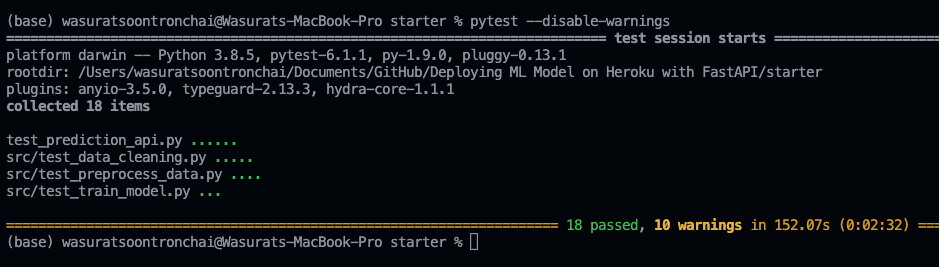 (base) wasuratsoontronchai@Wasurats-MacBook-Pro starter % pytest --disable-warnings
=========================================================================== test session starts =====================
platform darwin -- Python 3.8.5, pytest-6.1.1, py-1.9.0, pluggy-0.13.1
rootdir: /Users/wasuratsoontronchai/Documents/GitHub/Deploying ML Model on Heroku with FastAPI/starter
plugins: anyio-3.5.0, typeguard-2.13.3, hydra-core-1.1.1
collected 18 items
test_prediction_api.py ......
src/test_data_cleaning.py .....
src/test_preprocess_data.py ....
src/test_train_model.py ...
===================================================================== 18 passed, 10 warnings in 152.07s (0:02:32) ===
(base) wasuratsoontronchai@Wasurats-MacBook-Pro starter %